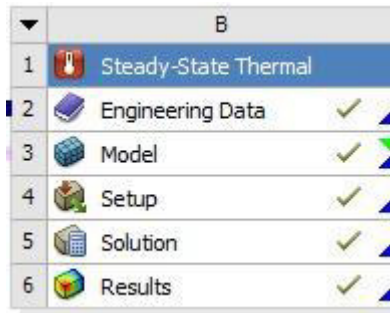 B
1 Steady-State Thermal
2 Engineering Data
3 Model
4 Setup
5 Solution
6 Results